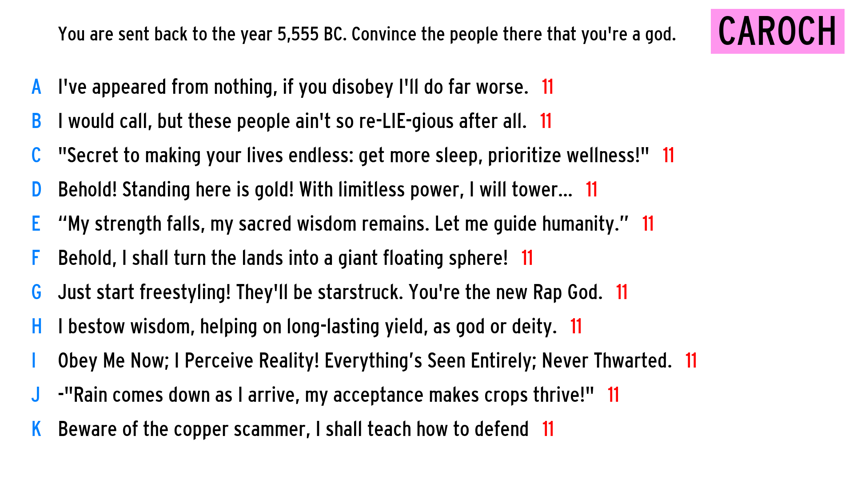 You are sent back to the year 5,555 BC. Convince the people there that you're a god.
CAROCH
A I've appeared from nothing, if you disobey I'll do far worse. 11
B I would call, but these people ain't so re-LIE-gious after all. 11
C "Secret to making your lives endless: get more sleep, prioritize wellness!" 11
D Behold! Standing here is gold! With limitless power, I will tower... 11
E “My strength falls, my sacred wisdom remains. Let me guide humanity.” 11
F Behold, I shall turn the lands into a giant floating sphere! 11
G Just start freestyling! They'll be starstruck. You're the new Rap God. 11
H I bestow wisdom, helping on long-lasting yield, as god or deity. 11
I Obey Me Now; I Perceive Reality! Everything’s Seen Entirely; Never Thwarted. 11
J -"Rain comes down as I arrive, my acceptance makes crops thrive!" 11
K Beware of the copper scammer, I shall teach how to defend 11